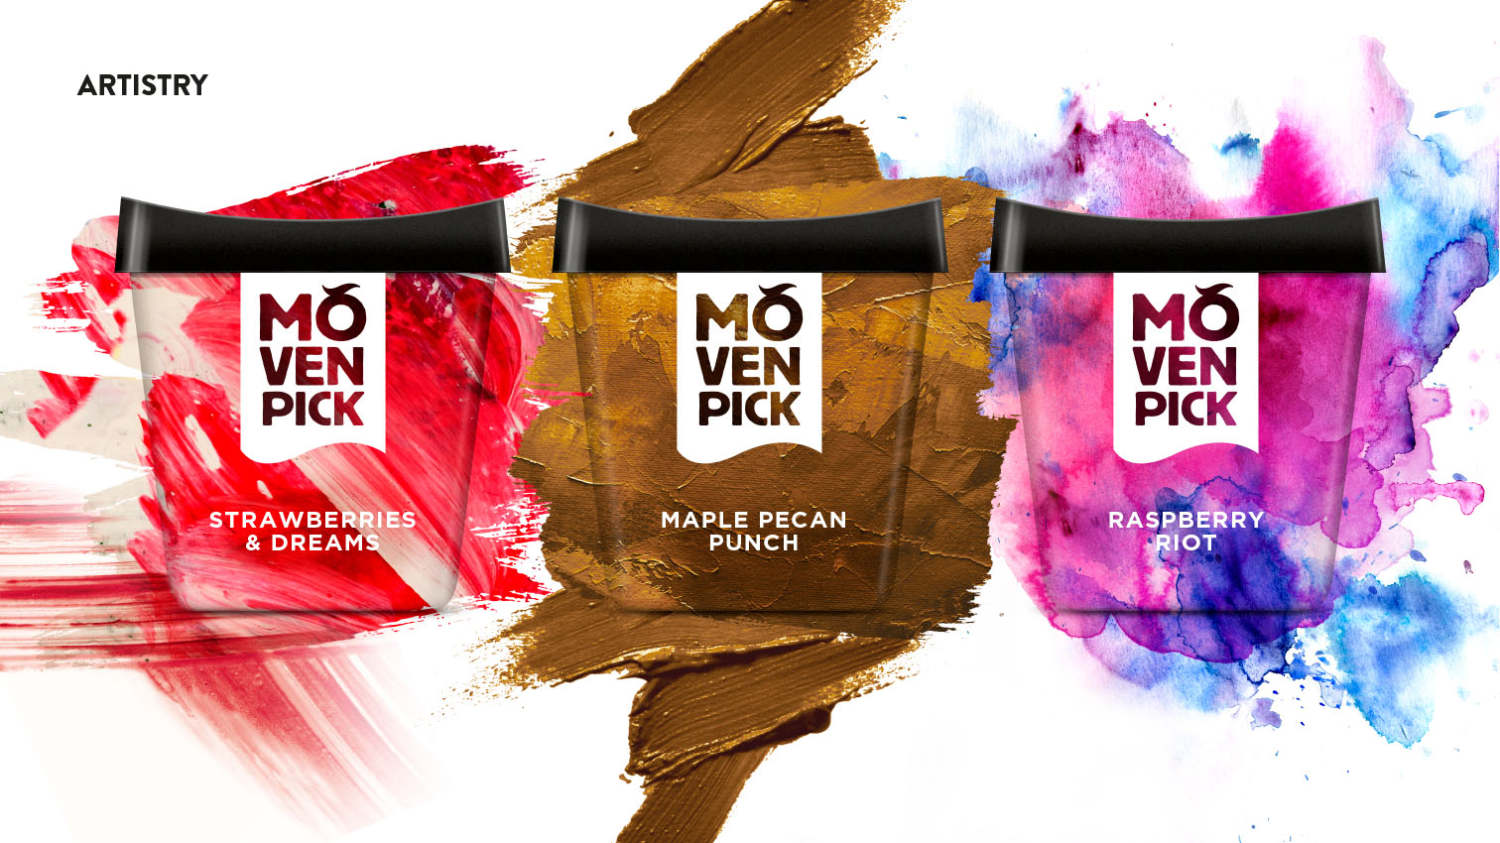 ARTISTRY
MÖ
VEN
PICK
STRAWBERRIES
& DREAMS
MÖ
VEN
PICK
MAPLE PECAN
PUNCH
MÖ
VEN
PICK
RASPBERRY
RIOT